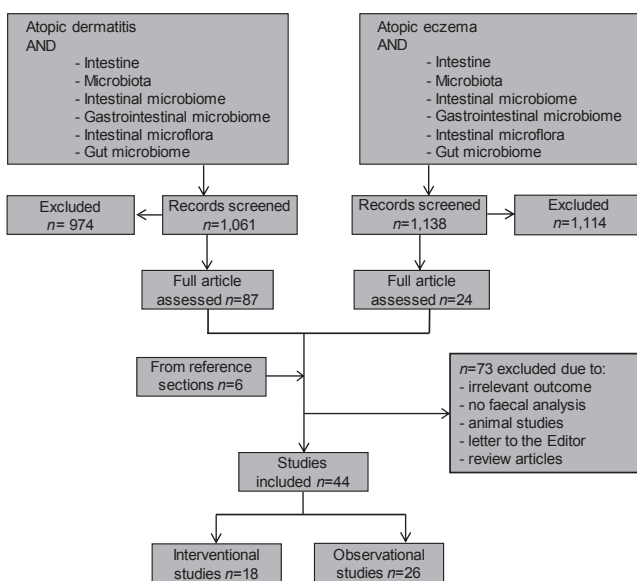 Atopic dermatitis
AND
- Intestine
- Microbiota
- Intestinal microbiome
- Gastrointestinal microbiome
- Intestinal microflora
- Gut microbiome
Atopic eczema
AND
- Intestine
- Microbiota
- Intestinal microbiome
- Gastrointestinal microbiome
- Intestinal microflora
- Gut microbiome
Excluded
n= 974
Records screened
n=1,061
Records screened
n=1,138
Excluded
n=1,114
Full article
assessed n=87
Full article
assessed n=24
From reference
sections n=6
n=73 excluded due to:
- irrelevant outcome
- no faecal analysis
- animal studies
- letter to the Editor
- review articles
Studies
included n=44
Interventional
studies n=18
Observational
studies n=26